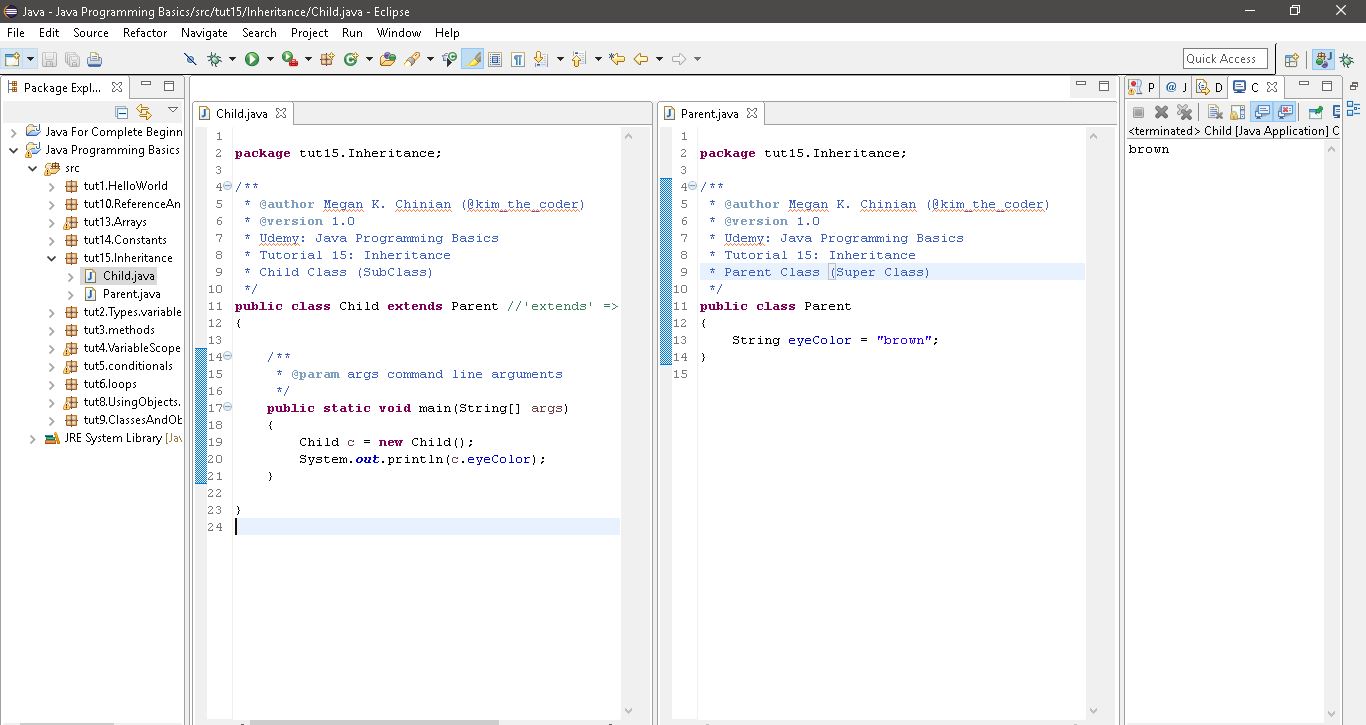 Java - Java Programming Basics/src/tut15/Inheritance/Child.java - Eclipse
File Edit Source Refactor Navigate Search Project Run Window Help
Quick Access
Package Expl...
Java For Complete Beginn
Java Programming Basics
src
tut1.HelloWorld
tut10.ReferenceAn
tut13.Arrays
tut14.Constants
tut15.Inheritance
Child.java
Parent.java
tut2.Types.variable
tut3.methods
tut4.VariableScope
tut5.conditionals
tut6.loops
tut8.UsingObjects.
tut9.ClassesAndOb
JRE System Library [Jav
Child.java
1
2 package tut15.Inheritance;
3
4 /**
5 * @author Megan K. Chinian (@kim_the_coder)
6 * @version 1.0
7 * Udemy: Java Programming Basics
8 * Tutorial 15: Inheritance
9 * Child Class (SubClass)
10 */
11 public class Child extends Parent //'extends' =>
12 {
13
14 /**
15 * @param args command line arguments
16 */
17 public static void main(String[] args)
18 {
19 Child c = new Child();
20 System.out.println(c.eyeColor);
21 }
22
23 }
24
Parent.java
1
2 package tut15.Inheritance;
3
4 /**
5 * @author Megan K. Chinian (@kim_the_coder)
6 * @version 1.0
7 * Udemy: Java Programming Basics
8 * Tutorial 15: Inheritance
9 * Parent Class (Super Class)
10 */
11 public class Parent
12 {
13 String eyeColor = "brown";
14 }
15
P @ J D C
<terminated> Child [Java Application] C
brown